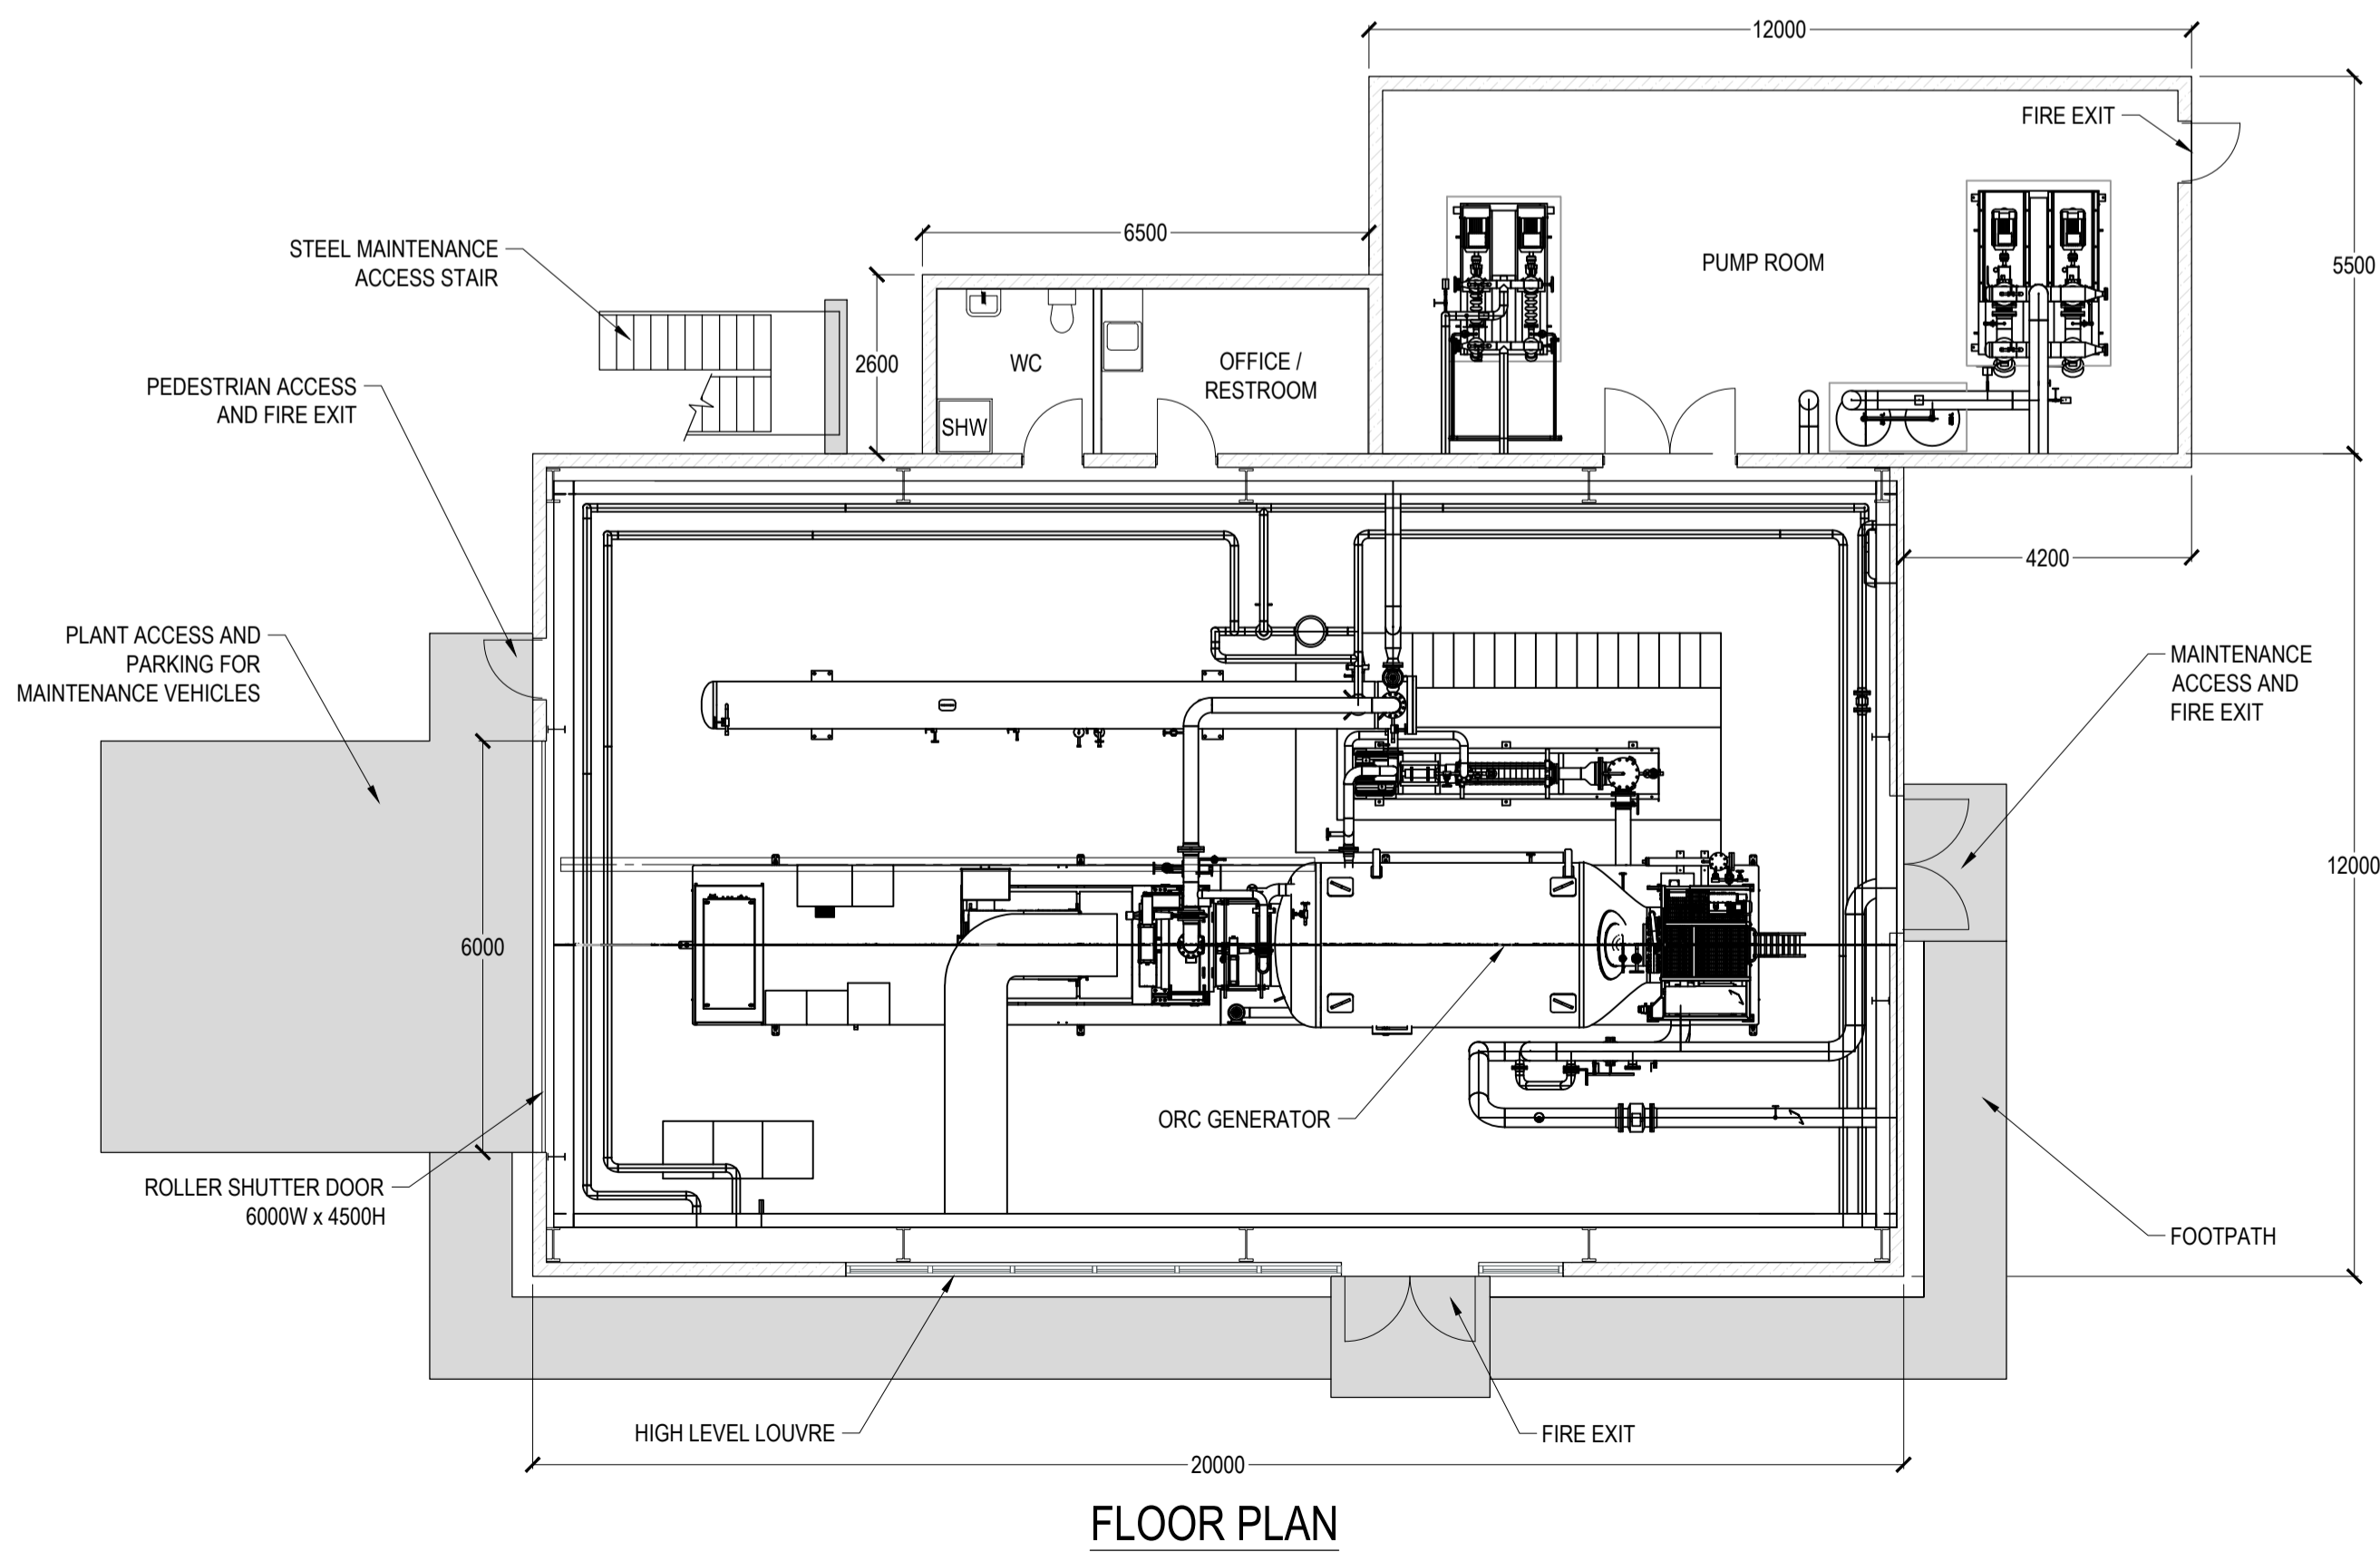 12000
FIRE EXIT
6500
STEEL MAINTENANCE
ACCESS STAIR
PUMP ROOM
5500
2600
WC
OFFICE /
RESTROOM
PEDESTRIAN ACCESS
AND FIRE EXIT
SHW
4200
PLANT ACCESS AND
PARKING FOR
MAINTENANCE VEHICLES
MAINTENANCE
ACCESS AND
FIRE EXIT
12000
6000
ORC GENERATOR
ROLLER SHUTTER DOOR
6000W x 4500H
FOOTPATH
HIGH LEVEL LOUVRE
FIRE EXIT
20000
FLOOR PLAN